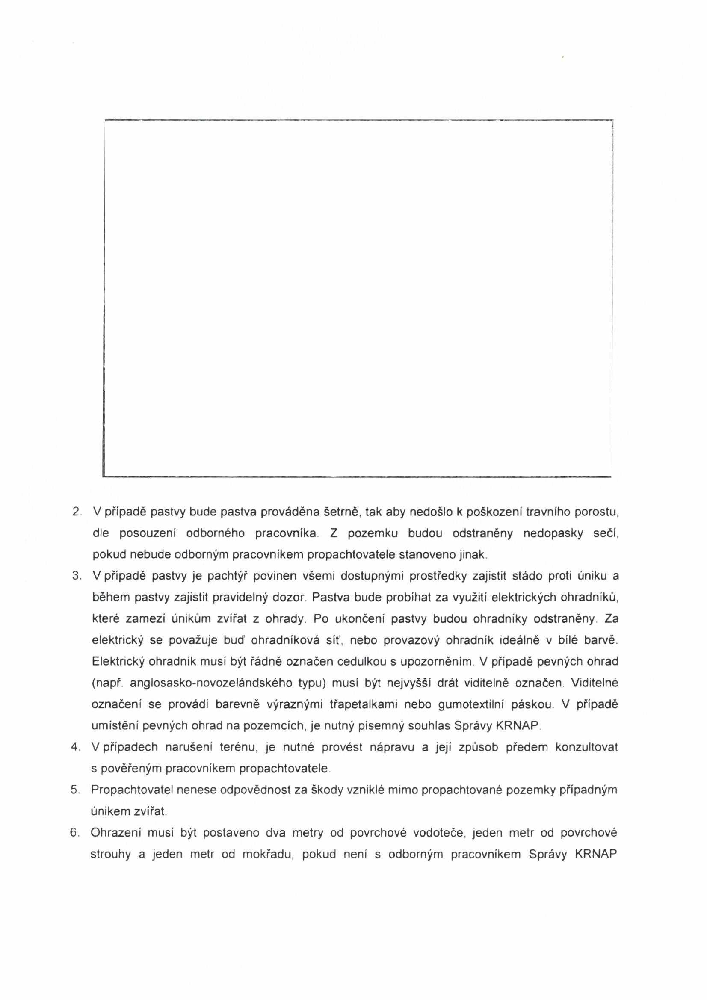 2. V případě pastvy bude pastva prováděna šetrně, tak aby nedošlo k poškození travního porostu,
dle posouzení odborného pracovníka. Z pozemku budou odstraněny nedopasky sečí,
pokud nebude odborným pracovníkem propachtovatele stanoveno jinak.
3. V případě pastvy je pachtýř povinen všemi dostupnými prostředky zajistit stádo proti úniku a
během pastvy zajistit pravidelný dozor. Pastva bude probíhat za využití elektrických ohradníků,
které zamezí únikům zvířat z ohrady. Po ukončení pastvy budou ohradníky odstraněny. Za
elektrický se považuje buď ohradníková síť, nebo provazový ohradník ideálně v bílé barvě.
Elektrický ohradník musí být řádně označen cedulkou s upozorněním. V případě pevných ohrad
(např. anglosasko-novozelándského typu) musí být nejvyšší drát viditelně označen. Viditelné
označení se provádí barevně výraznými třapetalkami nebo gumotextilní páskou. V případě
umístění pevných ohrad na pozemcích, je nutný písemný souhlas Správy KRNAP.
4. V případech narušení terénu, je nutné provést nápravu a její způsob předem konzultovat
s pověřeným pracovníkem propachtovatele.
5. Propachtovatel nenese odpovědnost za škody vzniklé mimo propachtované pozemky případným
únikem zvířat.
6. Ohrazení musí být postaveno dva metry od povrchové vodoteče, jeden metr od povrchové
strouhy a jeden metr od mokřadu, pokud není s odborným pracovníkem Správy KRNAP